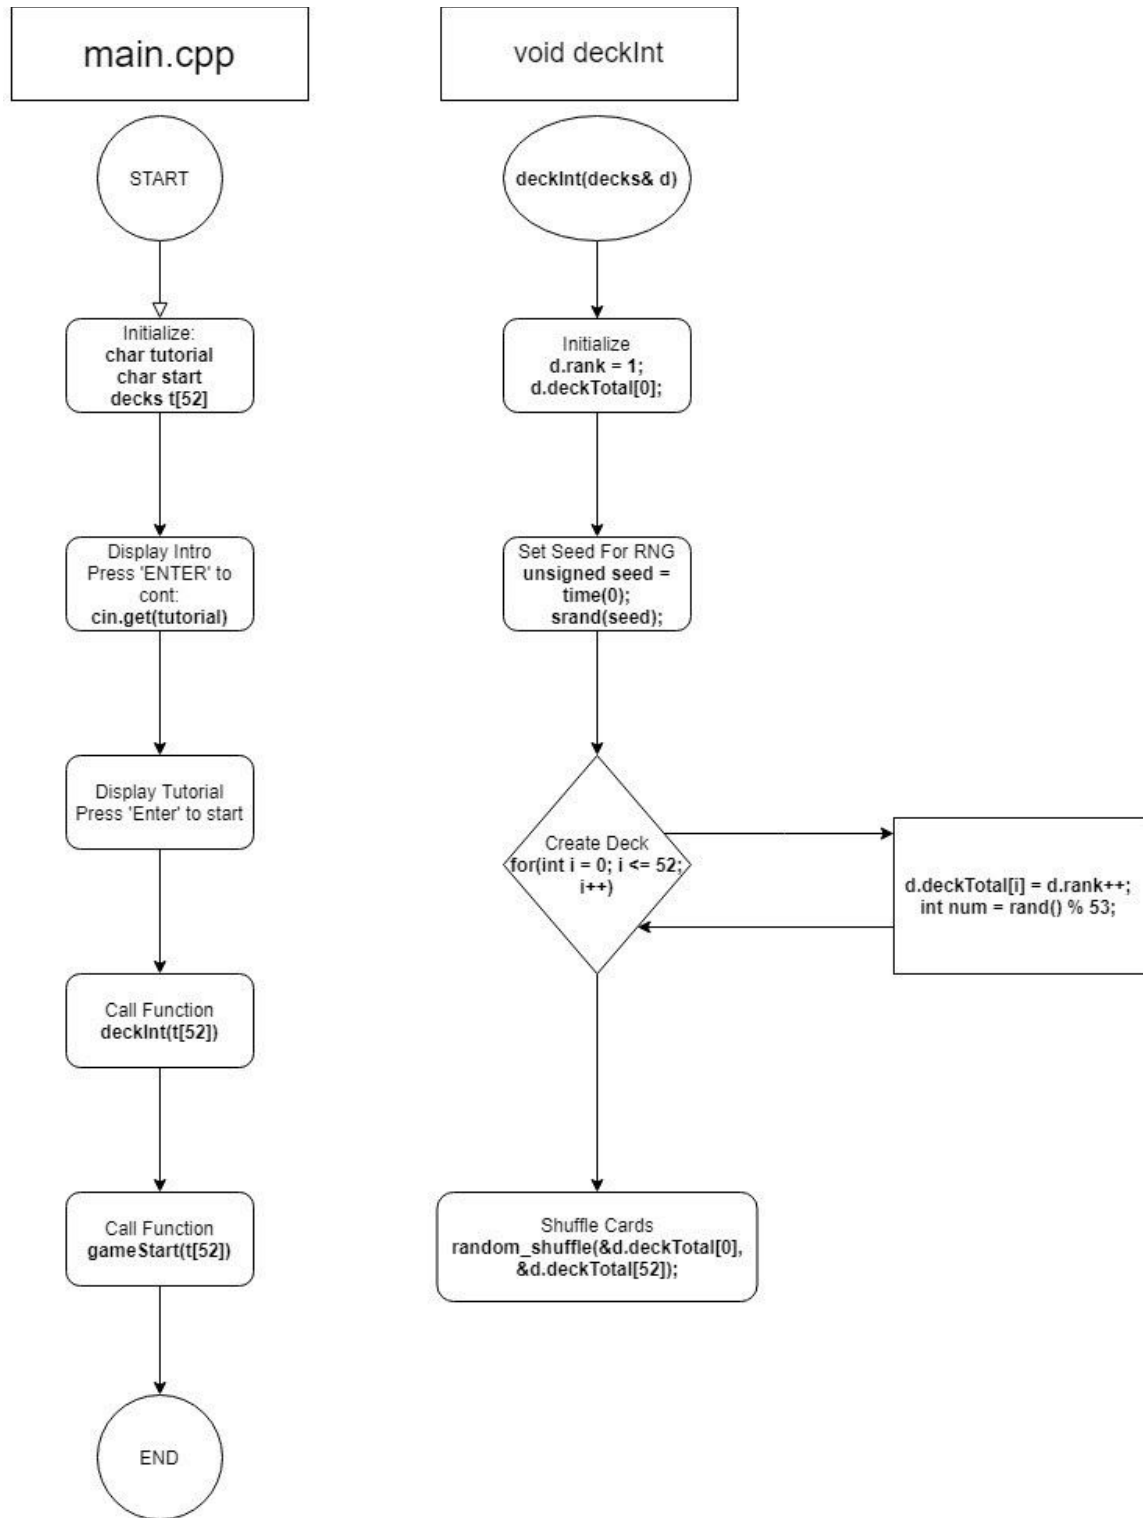 main.cpp
START
Initialize:
char tutorial
char start
decks t[52]
Display Intro
Press 'ENTER' to
cont:
cin.get(tutorial)
Display Tutorial
Press 'Enter' to start
Call Function
deckInt(t[52])
Call Function
gameStart(t[52])
END
void deckInt
deckInt(decks& d)
Initialize
d.rank = 1;
d.deckTotal[0];
Set Seed For RNG
unsigned seed =
time(0);
srand(seed);
Create Deck
for(int i = 0; i <= 52;
i++)
d.deckTotal[i] = d.rank++;
int num = rand() % 53;
Shuffle Cards
random_shuffle(&d.deckTotal[0],
&d.deckTotal[52]);